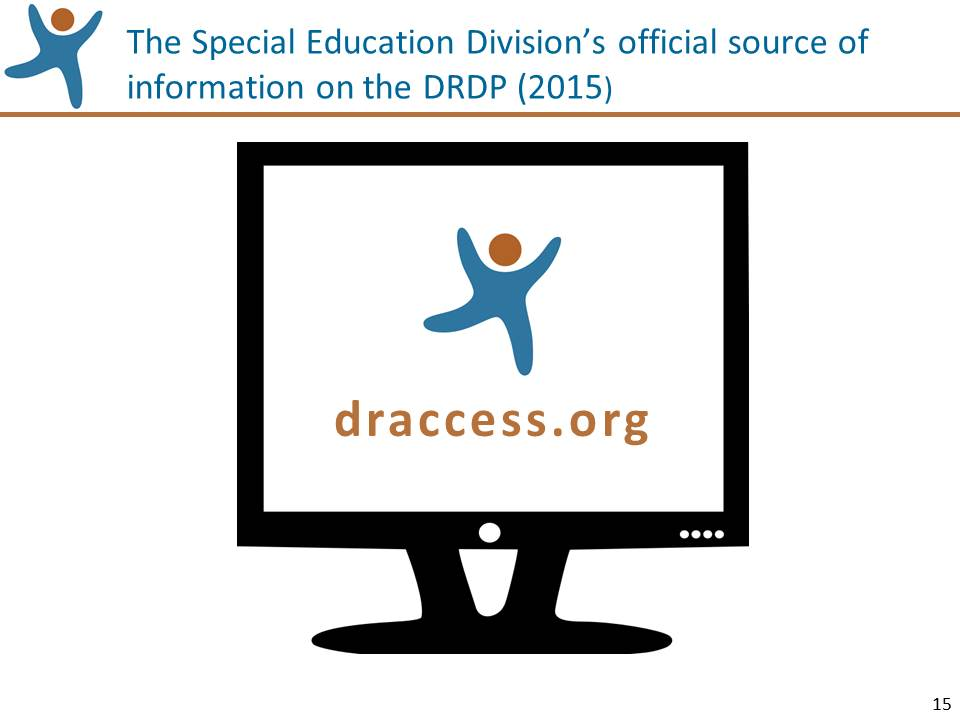 The Special Education Division’s official source of
information on the DRDP (2015)
draccess.org
15